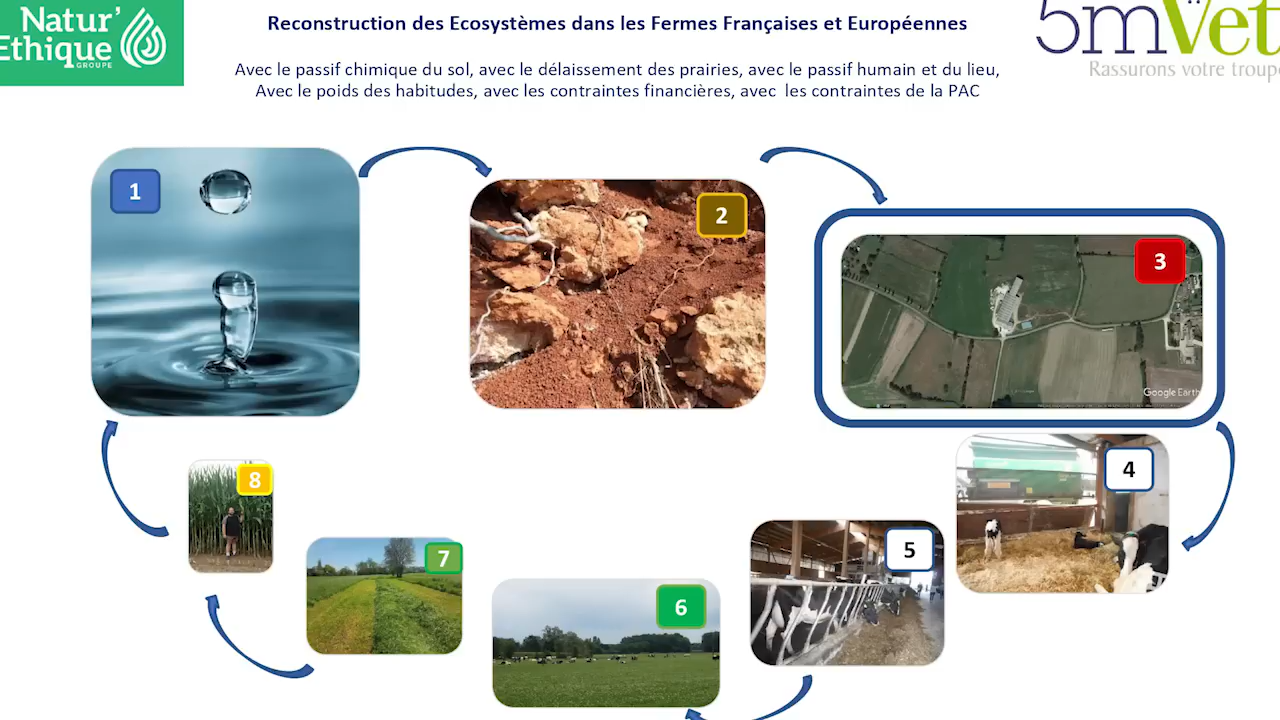 Natur'
Ethique
GROUPE
Reconstruction des Ecosystèmes dans les Fermes Françaises et Européennes
Avec le passif chimique du sol, avec le délaissement des prairies, avec le passif humain et du lieu,
Avec le poids des habitudes, avec les contraintes financières, avec les contraintes de la PAC
5mVet
Rassurons votre troupe
1
2
3
Google Earth
4
5
6
7
8